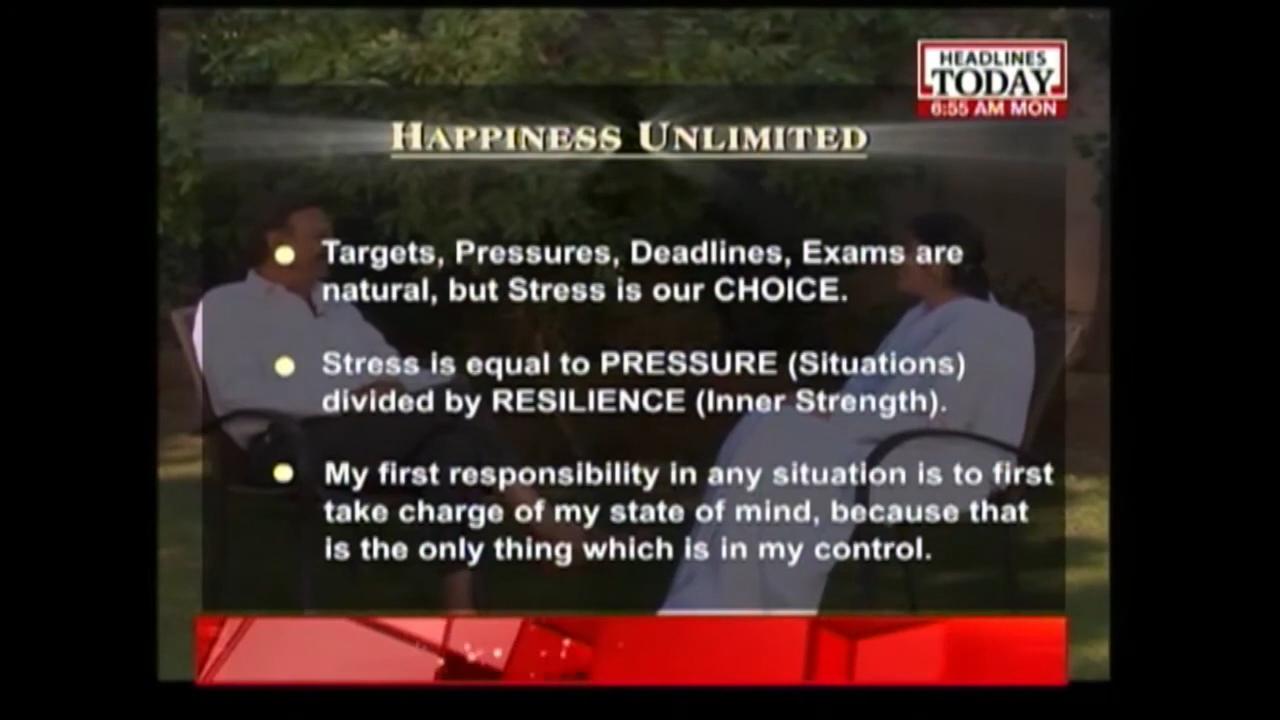 HEADLINES
TODAY
6:55 AM MON
HAPPINESS UNLIMITED
Targets, Pressures, Deadlines, Exams are
natural, but Stress is our CHOICE.
Stress is equal to PRESSURE (Situations)
divided by RESILIENCE (Inner Strength).
My first responsibility in any situation is to first
take charge of my state of mind, because that
is the only thing which is in my control.